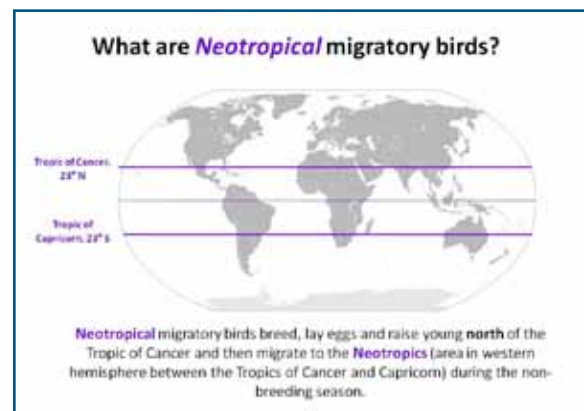 What are Neotropical migratory birds?
Tropic of Cancer,
23° N
Tropic of
Capricorn, 23° S
Neotropical migratory birds breed, lay eggs and raise young north of the
Tropic of Cancer and then migrate to the Neotropics (area in western
hemisphere between the Tropics of Cancer and Capricorn) during the non-
breeding season.